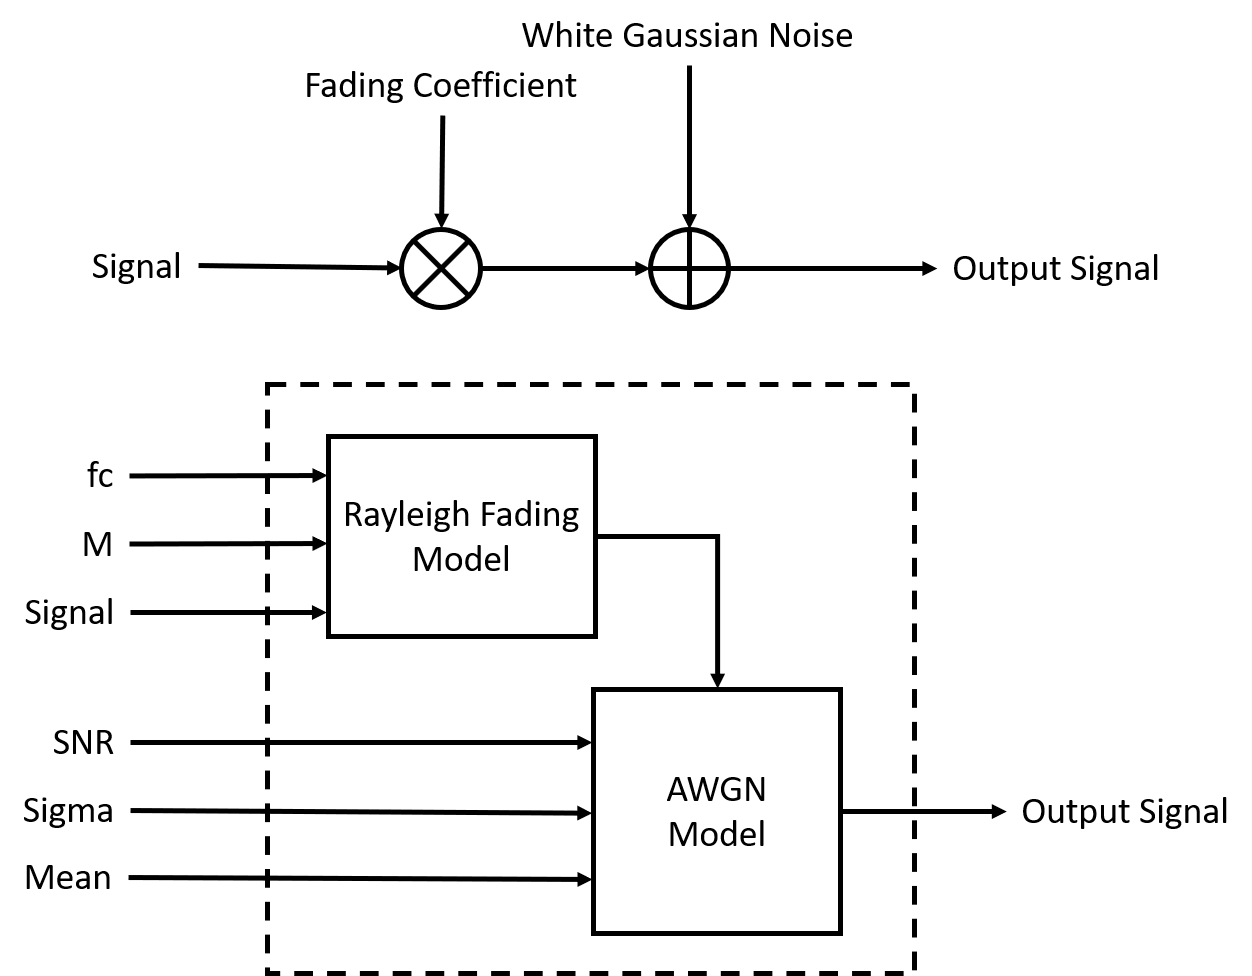 White Gaussian Noise
Fading Coefficient
Signal
Output Signal
fc
M
Signal
Rayleigh Fading
Model
SNR
Sigma
Mean
AWGN
Model
Output Signal